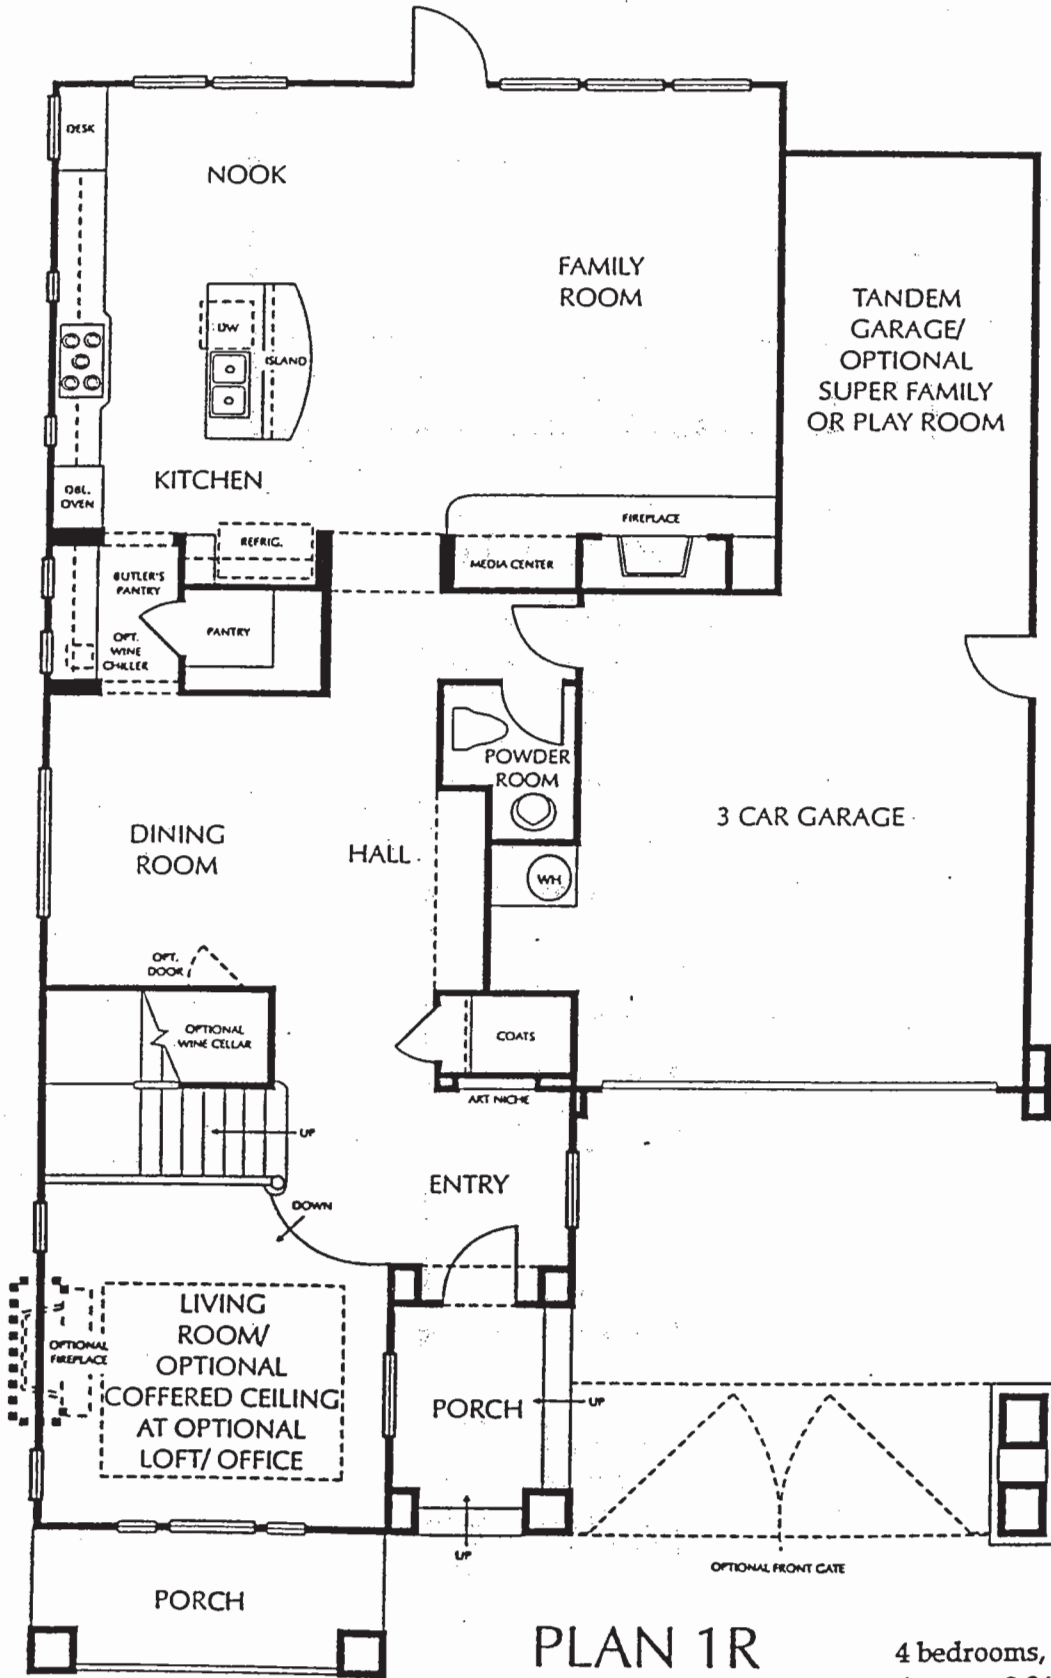 DESK
NOOK
FAMILY
ROOM
TANDEM
GARAGE/
OPTIONAL
SUPER FAMILY
OR PLAY ROOM
DW
ISLAND
KITCHEN
DBL.
OVEN
REFRIG.
FIREPLACE
MEDIA CENTER
BUTLER'S
PANTRY
PANTRY
OPT.
WINE
CHILLER
POWDER
ROOM
3 CAR GARAGE
DINING
ROOM
HALL
WH
OPT.
DOOR
OPTIONAL
WINE CELLAR
COATS
ART NICHE
UP
ENTRY
DOWN
LIVING
ROOM/
OPTIONAL
COFFERED CEILING
AT OPTIONAL
LOFT/ OFFICE
OPTIONAL
FIREPLACE
PORCH
UP
UP
OPTIONAL FRONT GATE
PORCH
PLAN 1R
4 bedrooms,